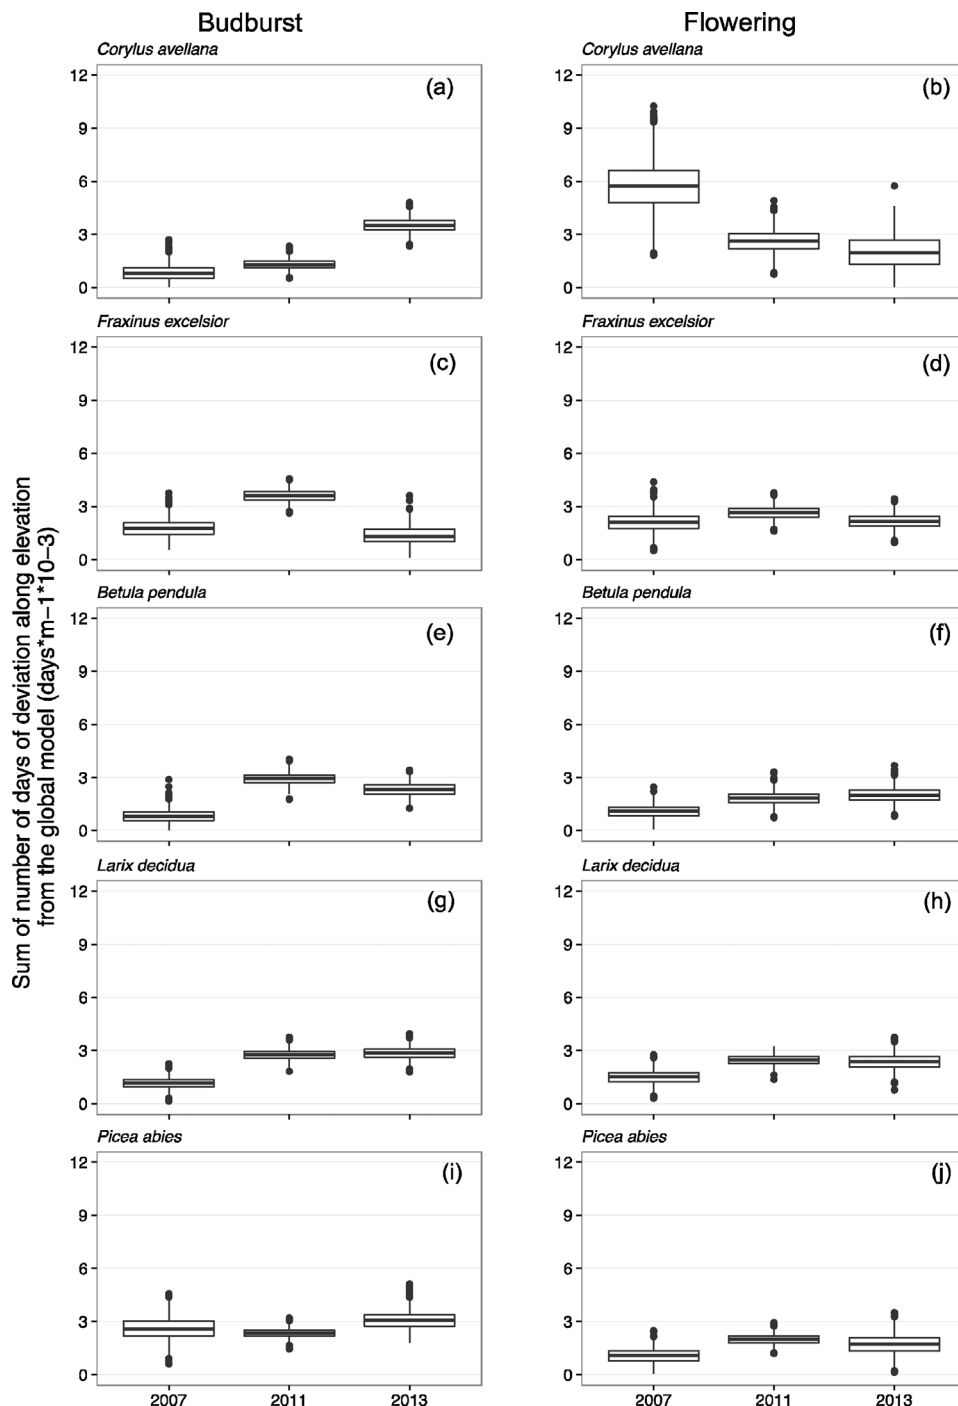 Budburst
Flowering
Corylus avellana
Corylus avellana
12
9
6
3
0
(a)
12
9
6
3
0
(b)
Fraxinus excelsior
Fraxinus excelsior
12
9
6
3
0
(c)
12
9
6
3
0
(d)
Sum of number of days of deviation along elevation
from the global model (days*m−1*10−3)
Betula pendula
Betula pendula
12
9
6
3
0
(e)
12
9
6
3
0
(f)
Larix decidua
Larix decidua
12
9
6
3
0
(g)
12
9
6
3
0
(h)
Picea abies
Picea abies
12
9
6
3
0
(i)
12
9
6
3
0
(j)
2007
2011
2013
2007
2011
2013